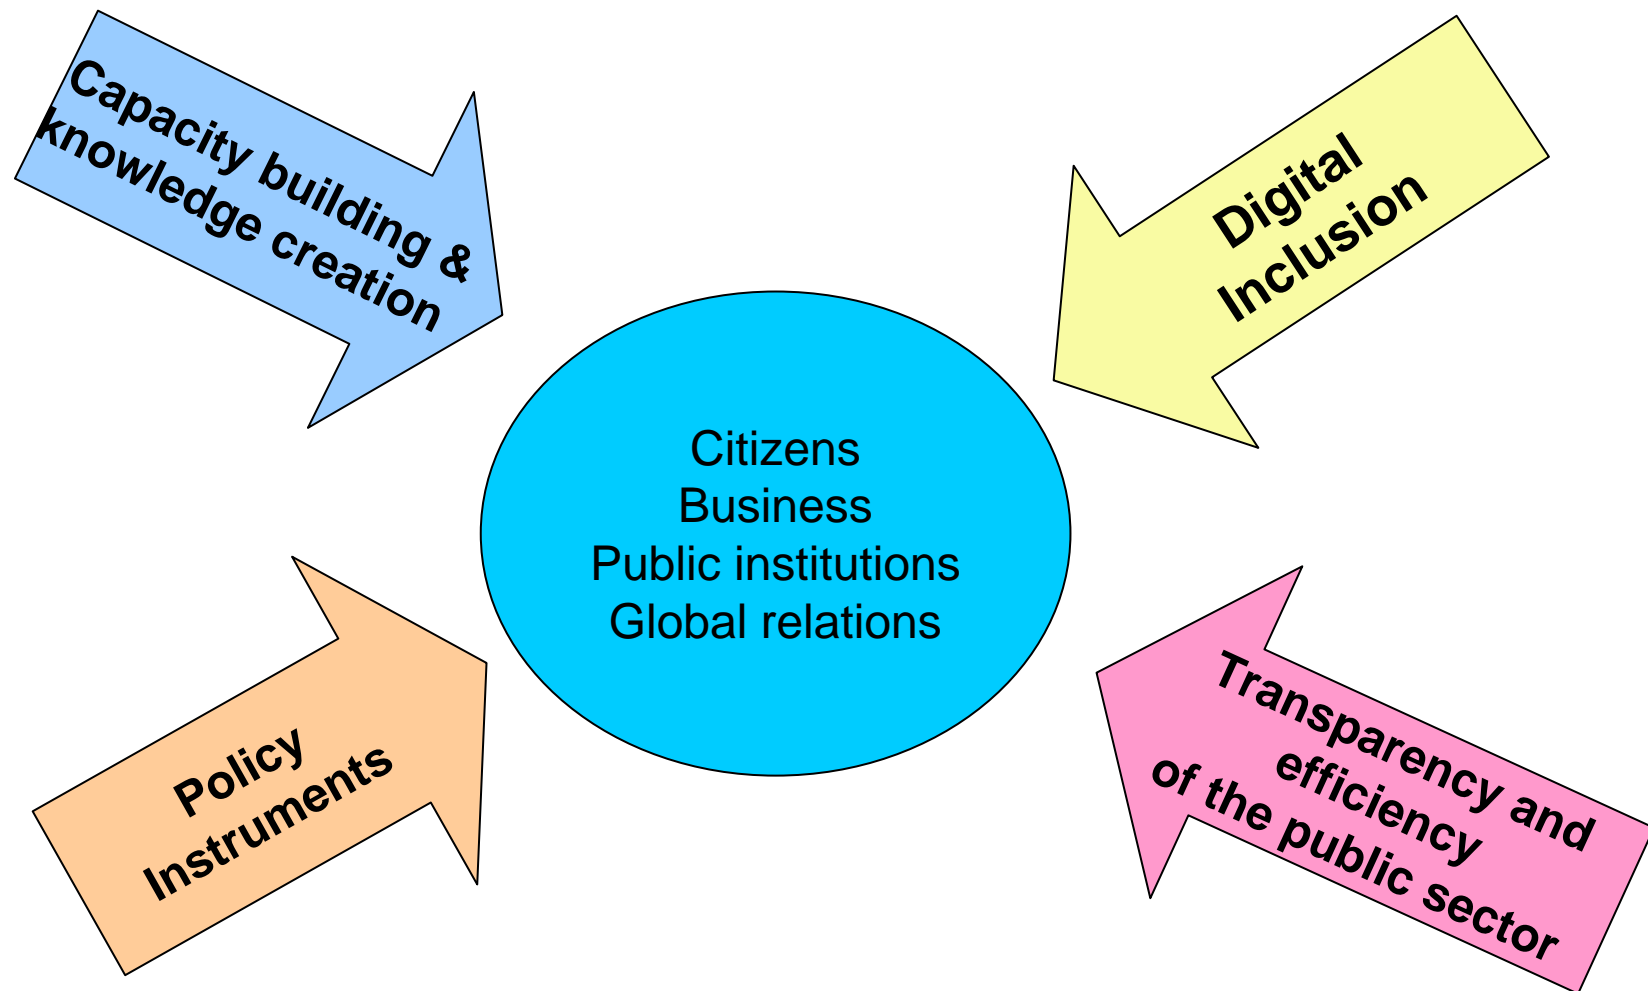 Capacity building &
knowledge creation
Digital
Inclusion
Citizens
Business
Public institutions
Global relations
Policy
Instruments
Transparency and
efficiency
of the public sector